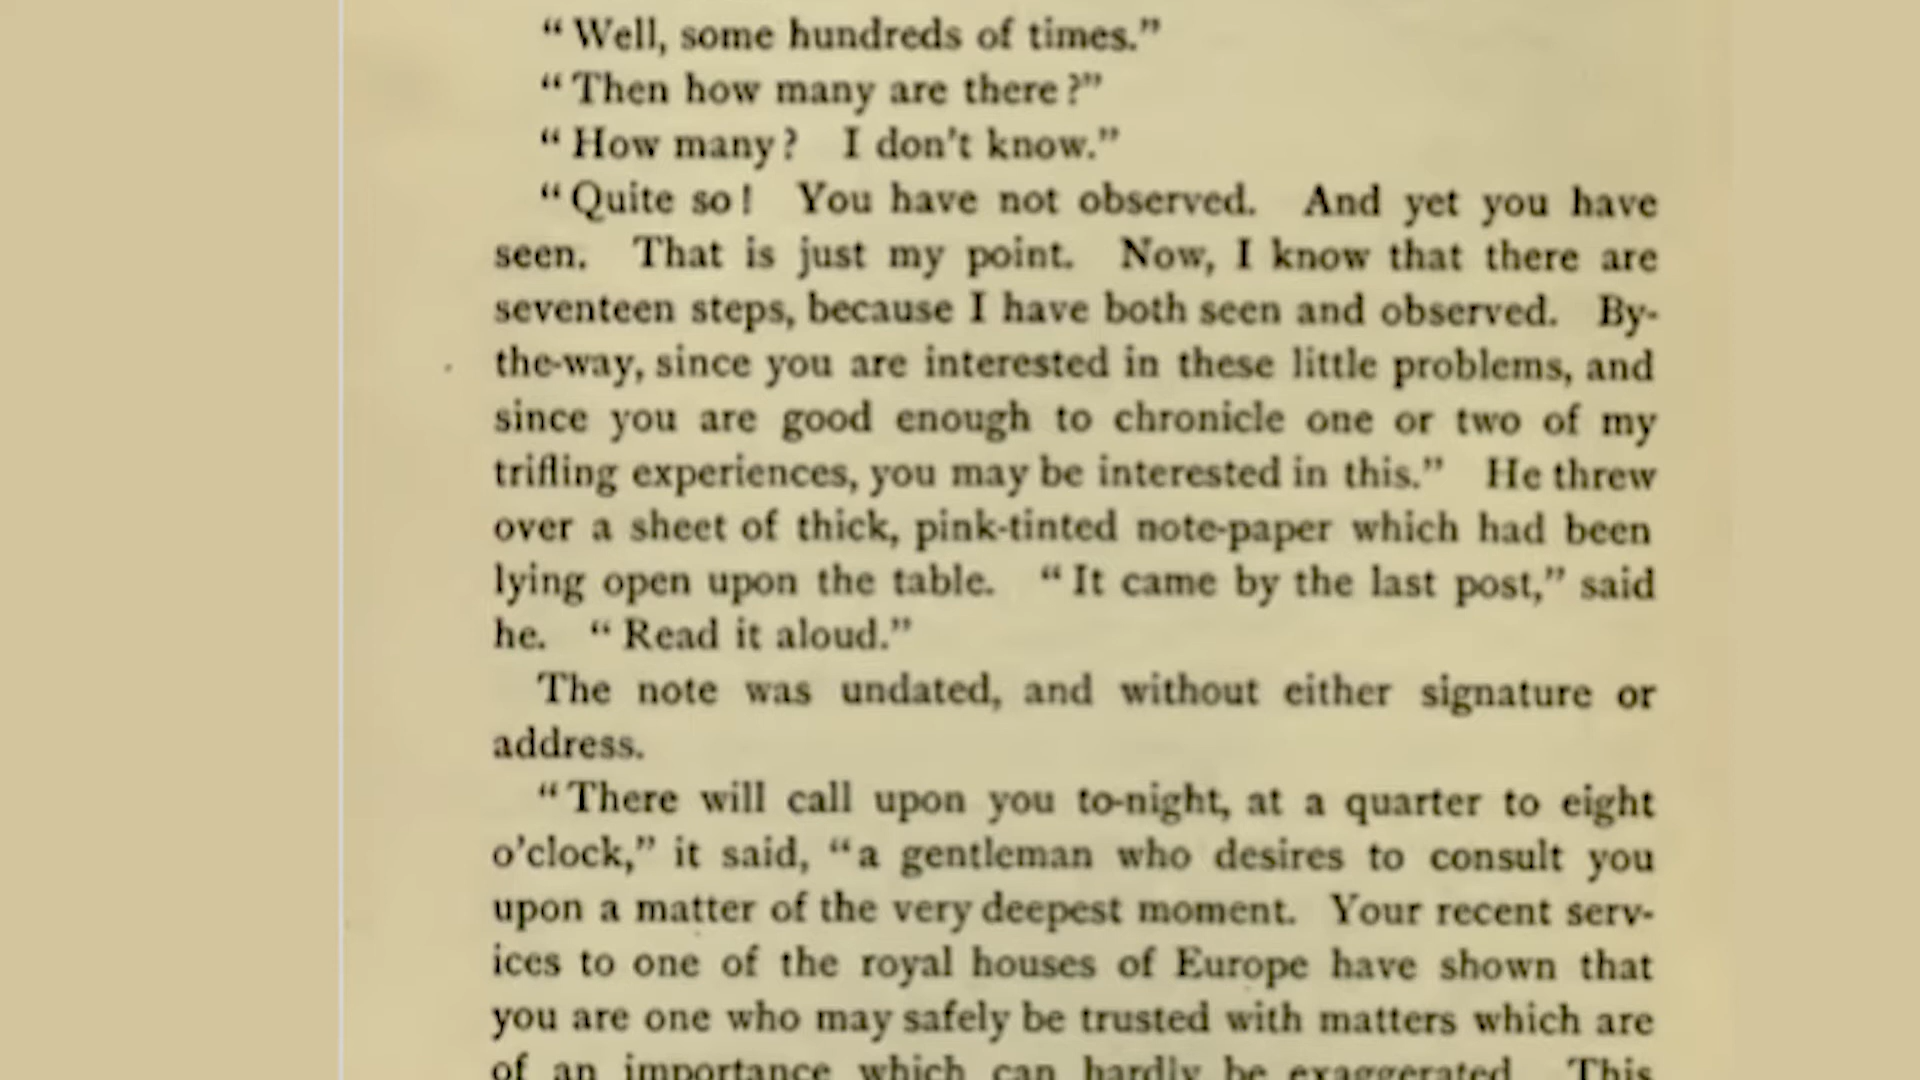 “Well, some hundreds of times.”
“Then how many are there?”
“How many? I don’t know.”
“Quite so! You have not observed. And yet you have
seen. That is just my point. Now, I know that there are
seventeen steps, because I have both seen and observed. By-
the-way, since you are interested in these little problems, and
since you are good enough to chronicle one or two of my
trifling experiences, you may be interested in this.” He threw
over a sheet of thick, pink-tinted note-paper which had been
lying open upon the table. “It came by the last post,” said
he. “Read it aloud.”
The note was undated, and without either signature or
address.
“There will call upon you to-night, at a quarter to eight
o’clock,” it said, “a gentleman who desires to consult you
upon a matter of the very deepest moment. Your recent serv-
ices to one of the royal houses of Europe have shown that
you are one who may safely be trusted with matters which are
of an importance which can hardly be exaggerated. This